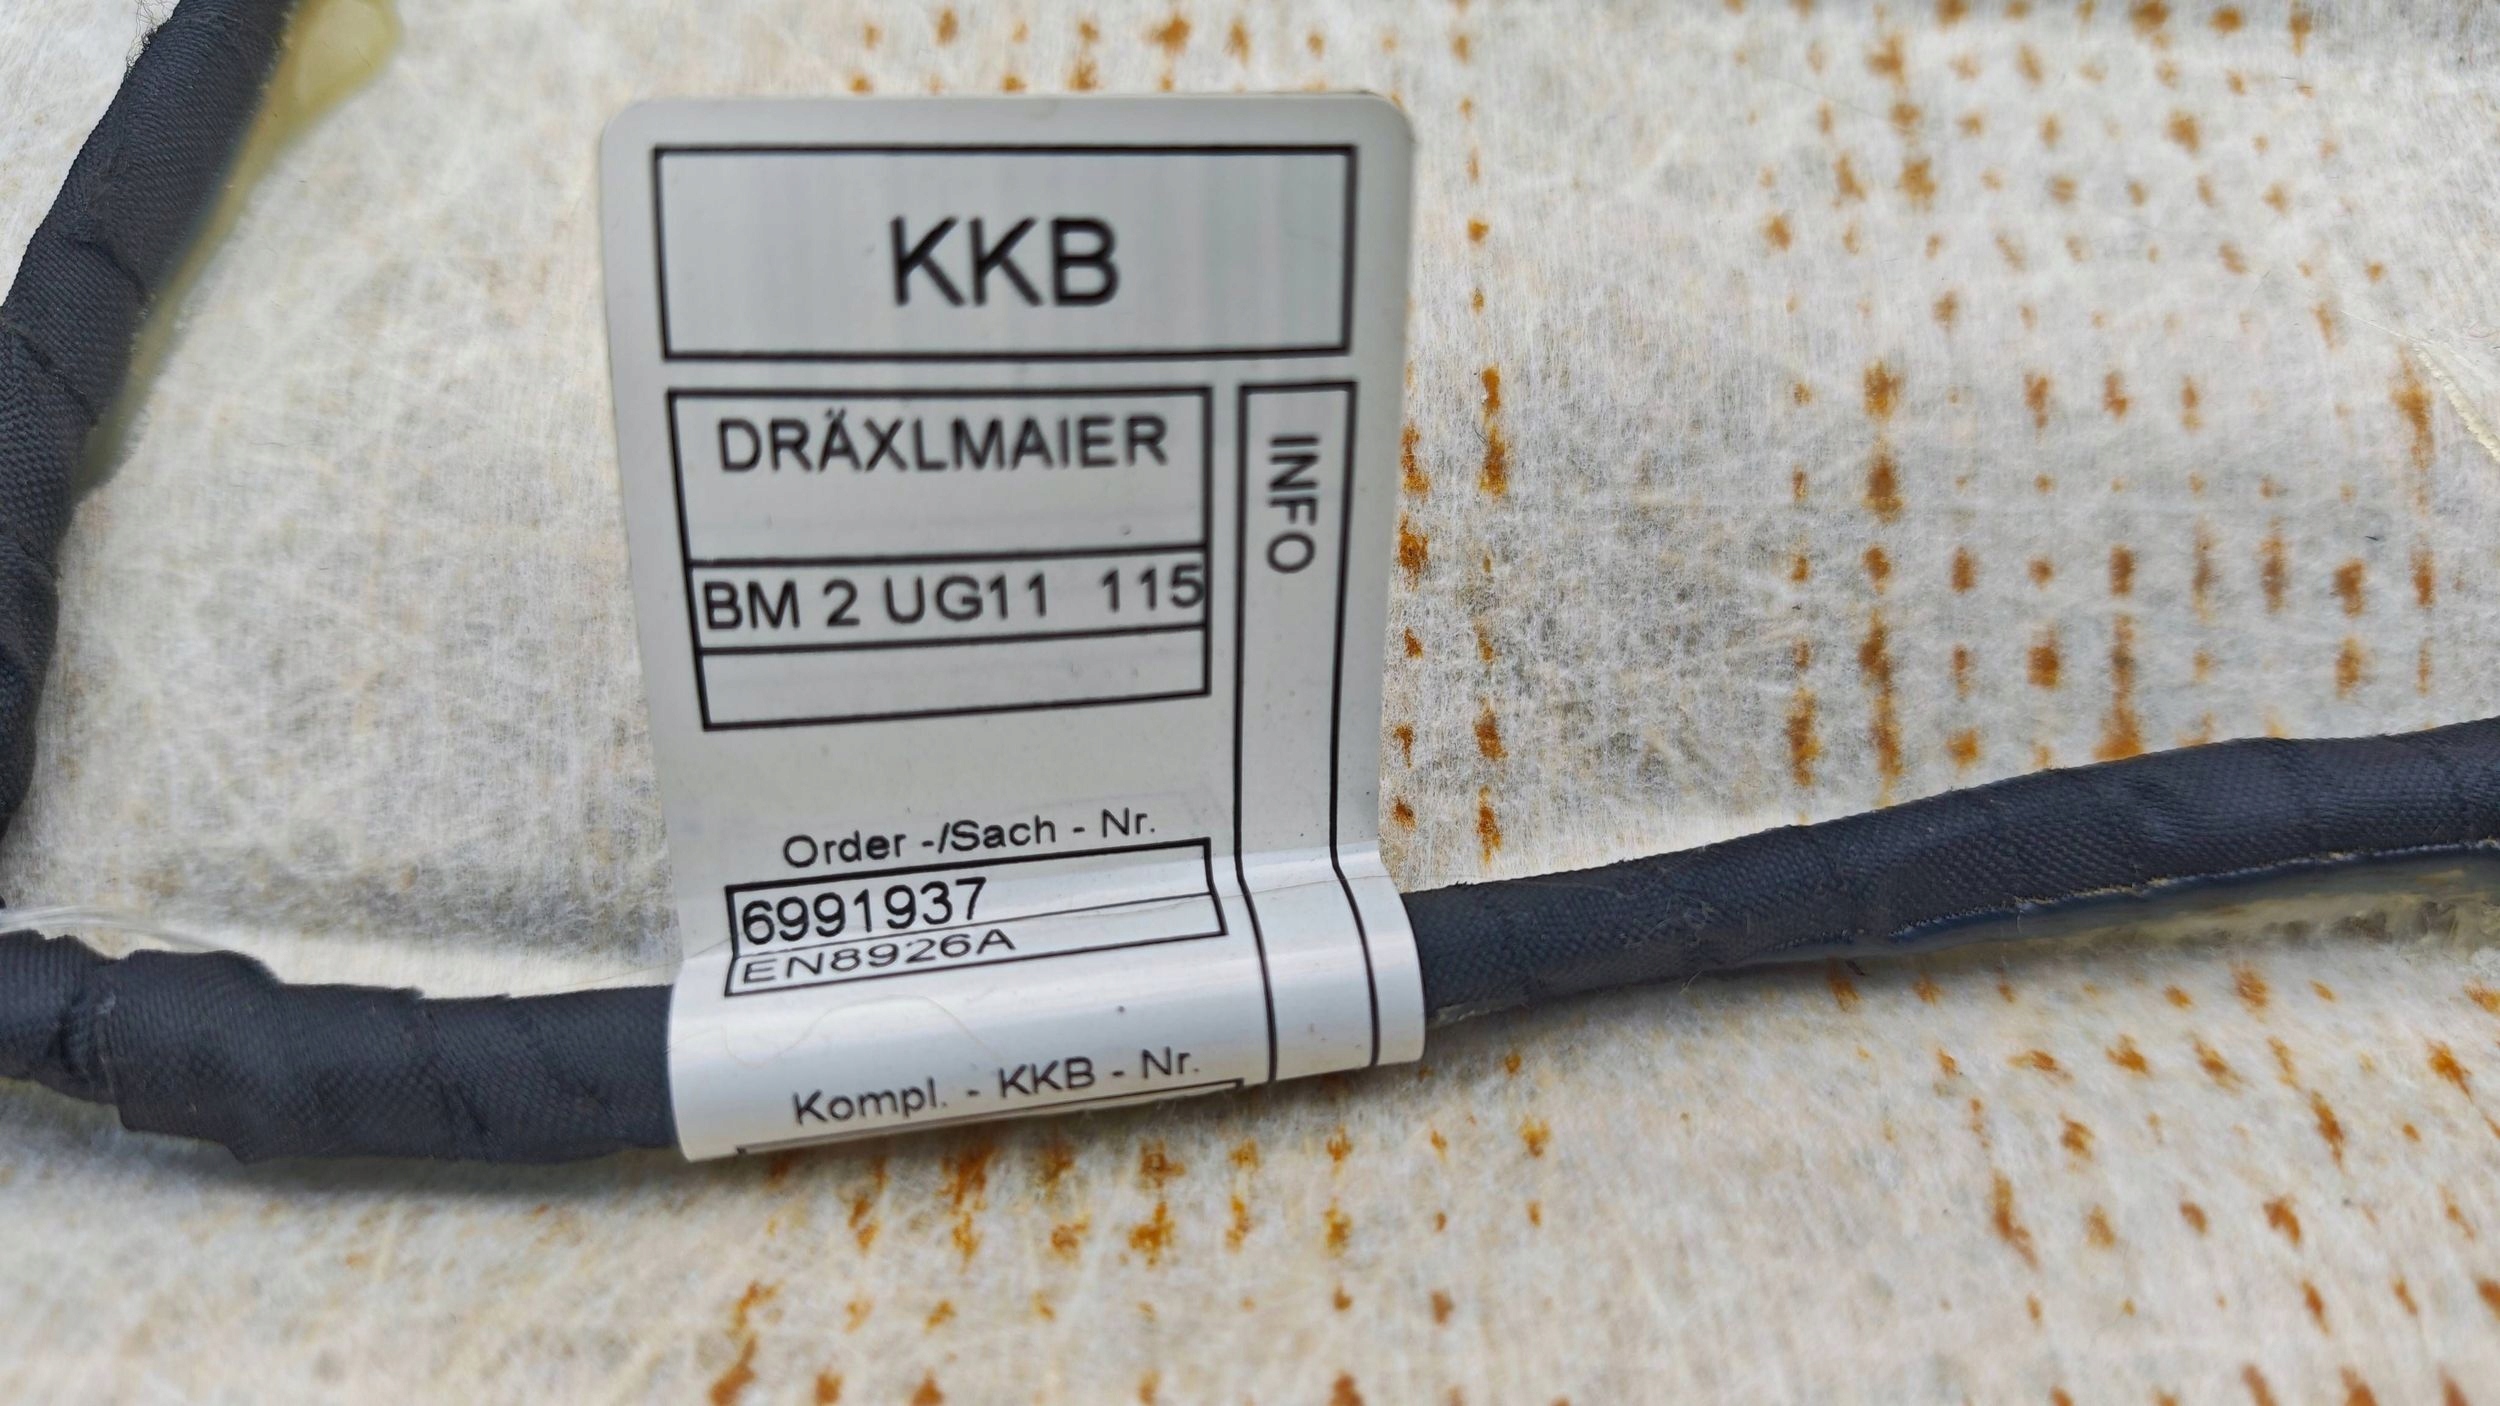 KKB
DRÄXLMAIER
INFO
BM 2 UG11 115
Order -/Sach - Nr.
6991937
EN8926A
Kompl. - KKB - Nr.